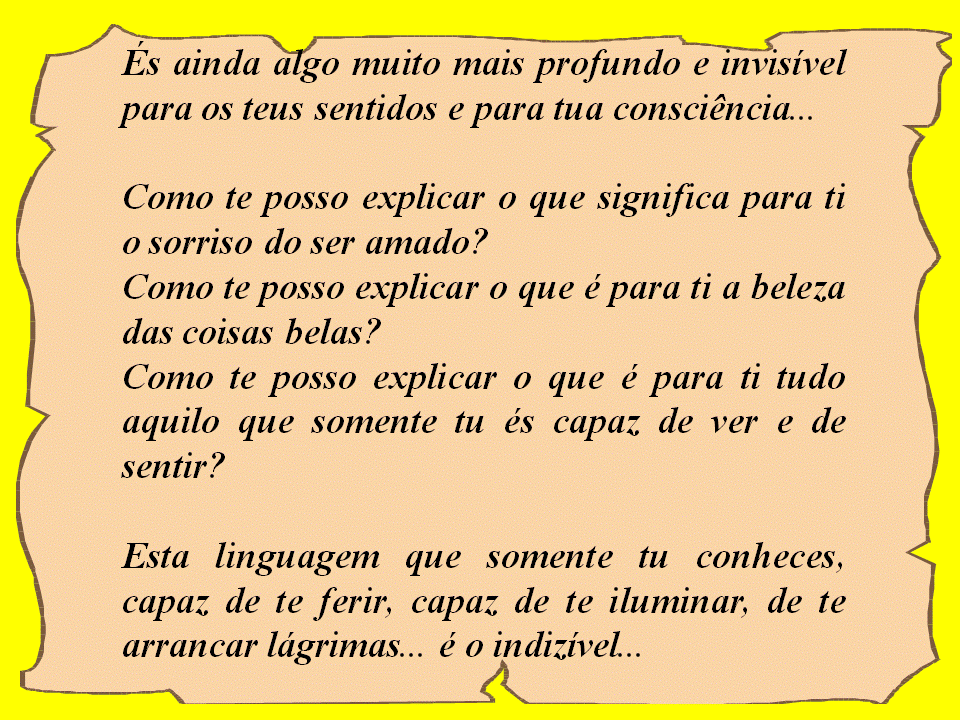 És ainda algo muito mais profundo e invisível
para os teus sentidos e para tua consciência...
Como te posso explicar o que significa para ti
o sorriso do ser amado?
Como te posso explicar o que é para ti a beleza
das coisas belas?
Como te posso explicar o que é para ti tudo
aquilo que somente tu és capaz de ver e de
sentir?
Esta linguagem que somente tu conheces,
capaz de te ferir, capaz de te iluminar, de te
arrancar lágrimas... é o indizível...